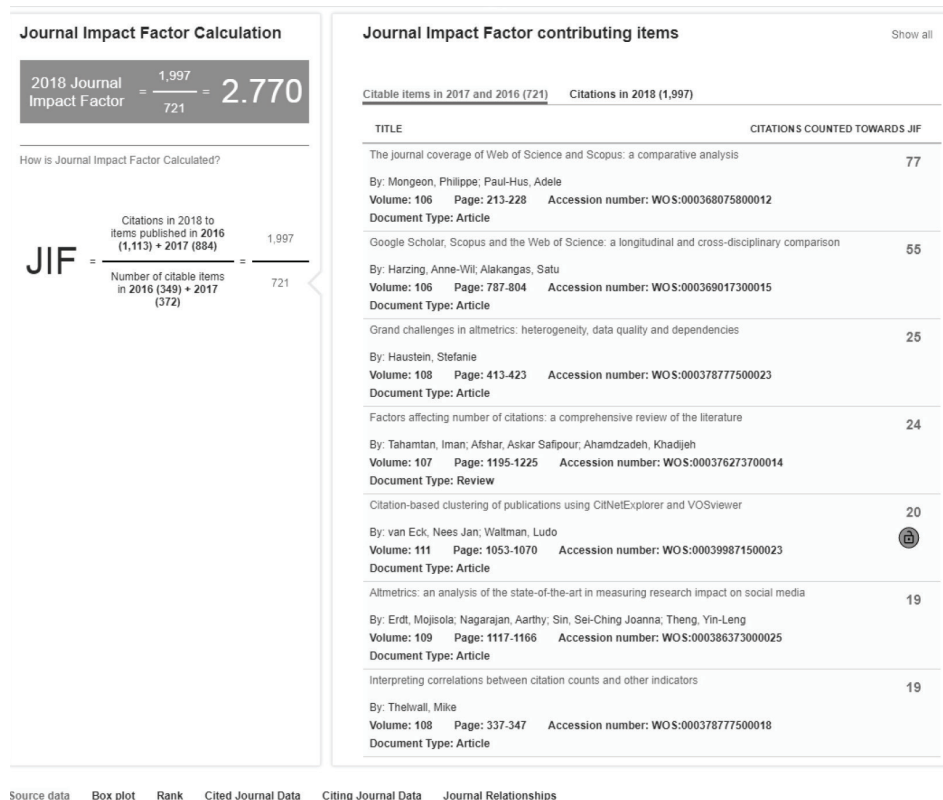 Journal Impact Factor Calculation
2018 Journal Impact Factor = 1,997 / 721 = 2.770
How is Journal Impact Factor Calculated?
JIF = Citations in 2018 to items published in 2016 (1,113) + 2017 (884) = 1,997
Number of citable items in 2016 (349) + 2017 (372) 721
Journal Impact Factor contributing items Show all
Citable items in 2017 and 2016 (721) Citations in 2018 (1,997)
TITLE CITATIONS COUNTED TOWARDS JIF
The journal coverage of Web of Science and Scopus: a comparative analysis 77
By: Mongeon, Philippe; Paul-Hus, Adele
Volume: 106 Page: 213-228 Accession number: WOS:000368075800012
Document Type: Article
Google Scholar, Scopus and the Web of Science: a longitudinal and cross-disciplinary comparison 55
By: Harzing, Anne-Wil; Alakangas, Satu
Volume: 106 Page: 787-804 Accession number: WOS:000369017300015
Document Type: Article
Grand challenges in altmetrics: heterogeneity, data quality and dependencies 25
By: Haustein, Stefanie
Volume: 108 Page: 413-423 Accession number: WOS:000378777500023
Document Type: Article
Factors affecting number of citations: a comprehensive review of the literature 24
By: Tahamtan, Iman; Afshar, Askar Safipour; Ahamdzadeh, Khadijeh
Volume: 107 Page: 1195-1225 Accession number: WOS:000376273700014
Document Type: Review
Citation-based clustering of publications using CitNetExplorer and VOSviewer 20
By: van Eck, Nees Jan; Waltman, Ludo
Volume: 111 Page: 1053-1070 Accession number: WOS:000399871500023
Document Type: Article
Altmetrics: an analysis of the state-of-the-art in measuring research impact on social media 19
By: Erdt, Mojisola; Nagarajan, Aarthy; Sin, Sei-Ching Joanna; Theng, Yin-Leng
Volume: 109 Page: 1117-1166 Accession number: WOS:000386373000025
Document Type: Article
Interpreting correlations between citation counts and other indicators 19
By: Thelwall, Mike
Volume: 108 Page: 337-347 Accession number: WOS:000378777500018
Document Type: Article
Source data Box plot Rank Cited Journal Data Citing Journal Data Journal Relationships